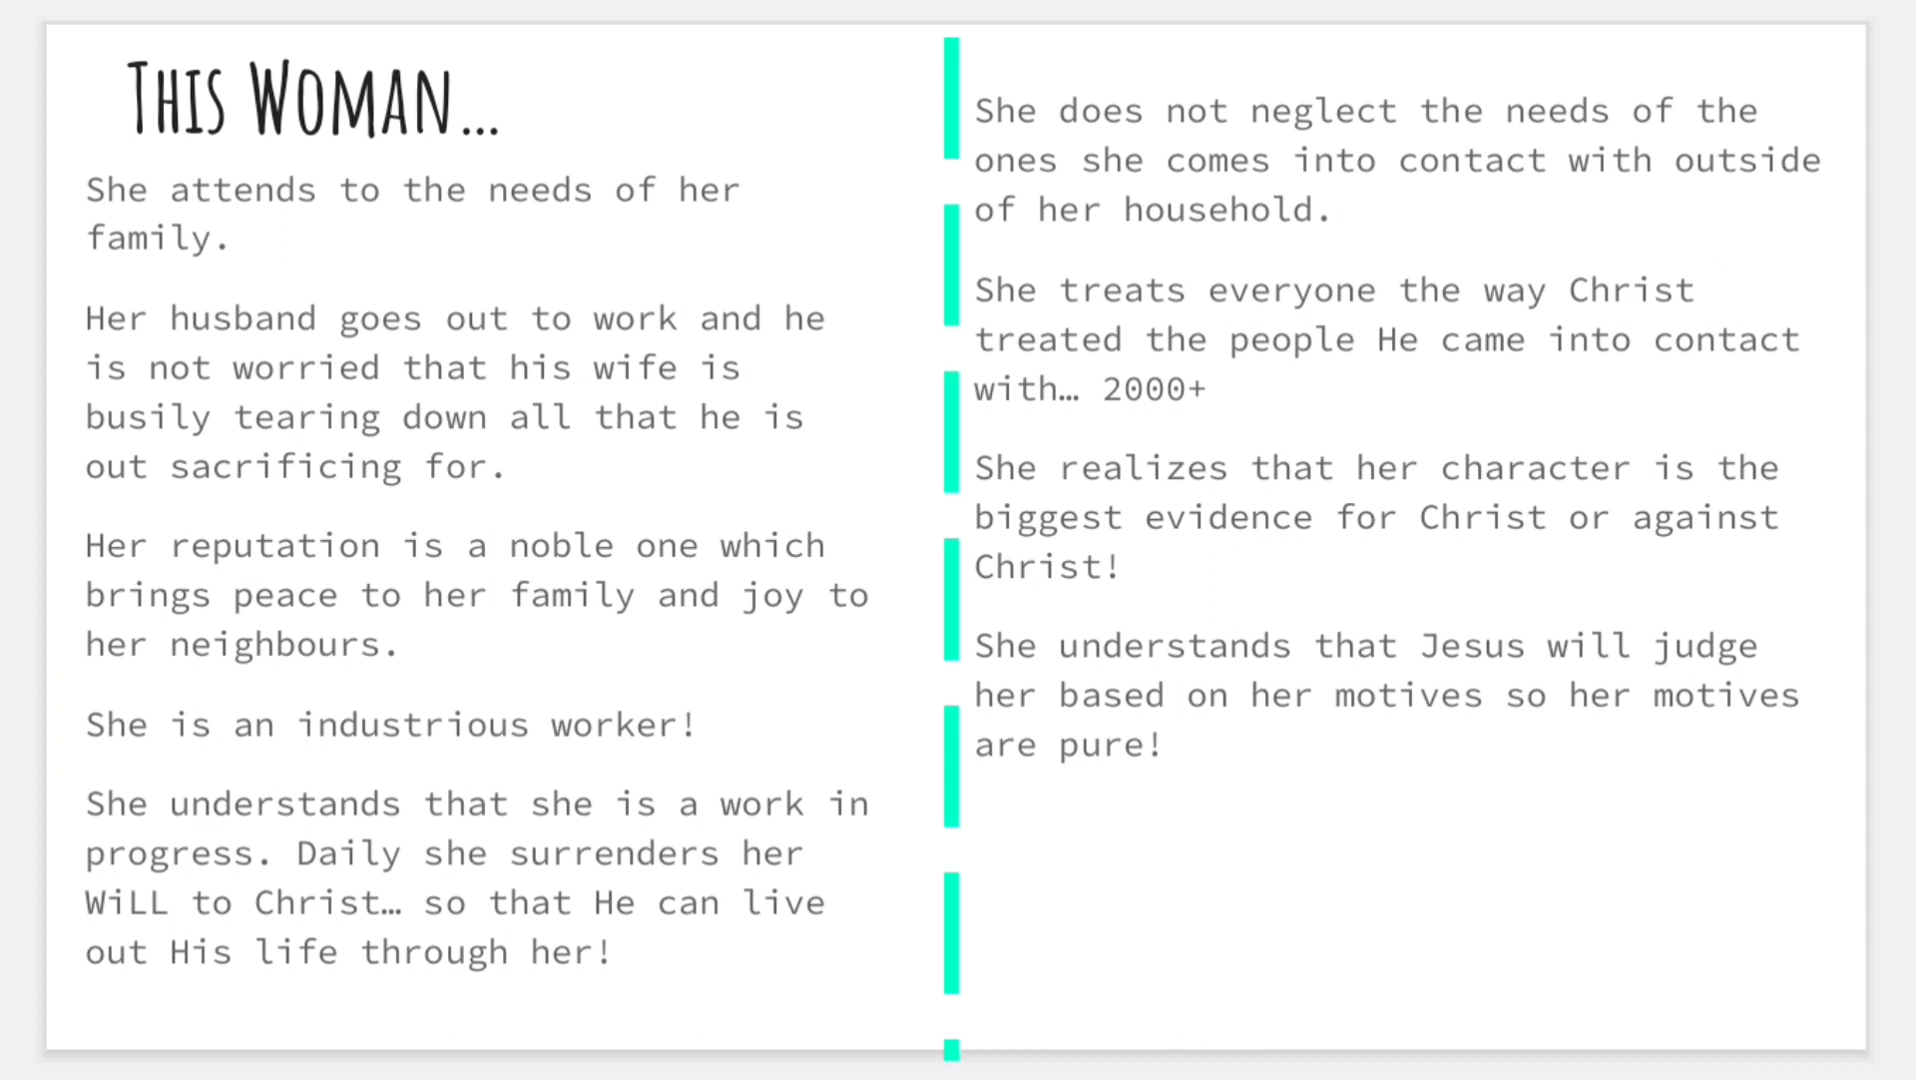 This Woman…
She attends to the needs of her
family.
Her husband goes out to work and he
is not worried that his wife is
busily tearing down all that he is
out sacrificing for.
Her reputation is a noble one which
brings peace to her family and joy to
her neighbours.
She is an industrious worker!
She understands that she is a work in
progress. Daily she surrenders her
WiLL to Christ… so that He can live
out His life through her!
She does not neglect the needs of the
ones she comes into contact with outside
of her household.
She treats everyone the way Christ
treated the people He came into contact
with… 2000+
She realizes that her character is the
biggest evidence for Christ or against
Christ!
She understands that Jesus will judge
her based on her motives so her motives
are pure!